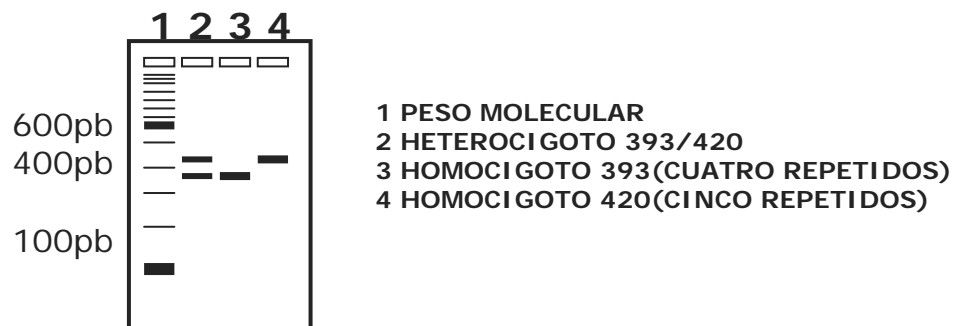 1 2 3 4
600pb
400pb
100pb
1 PESO MOLECULAR
2 HETEROCIGOTO 393/420
3 HOMOCIGOTO 393(CUATRO REPETIDOS)
4 HOMOCIGOTO 420(CINCO REPETIDOS)